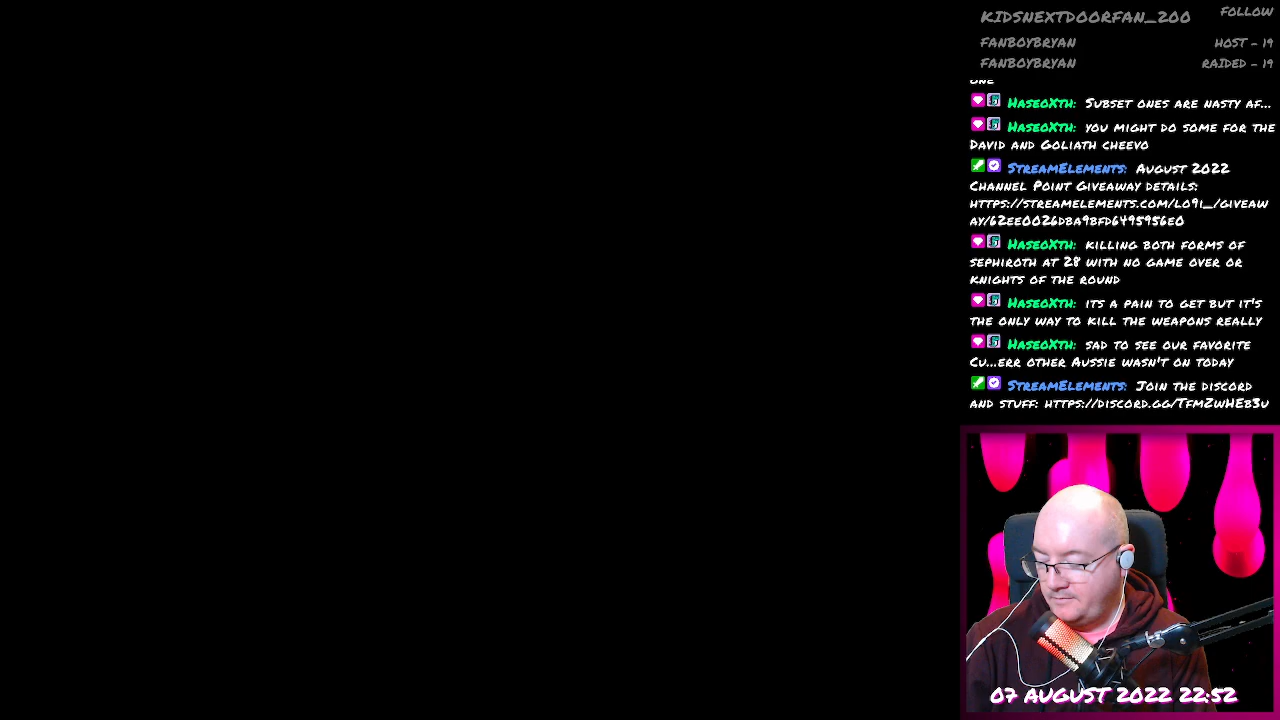 KIDSNEXTDOORFAN_200 FOLLOW
FANBOYBRYAN HOST - 19
FANBOYBRYAN RAIDED - 19
ONE
HaseoXth: Subset ones are nasty af...
HaseoXth: you might do some for the
David and Goliath cheevo
StreamElements: August 2022
Channel Point Giveaway details:
https://streamelements.com/lo9i_/giveaw
ay/62ee0026dba9bfd6495956e0
HaseoXth: killing both forms of
sephiroth at 28 with no game over or
knights of the round
HaseoXth: its a pain to get but it's
the only way to kill the weapons really
HaseoXth: sad to see our favorite
Cu...err other Aussie wasn't on today
StreamElements: Join the discord
and stuff: https://discord.gg/TfmZwHEb3u
07 AUGUST 2022 22:52